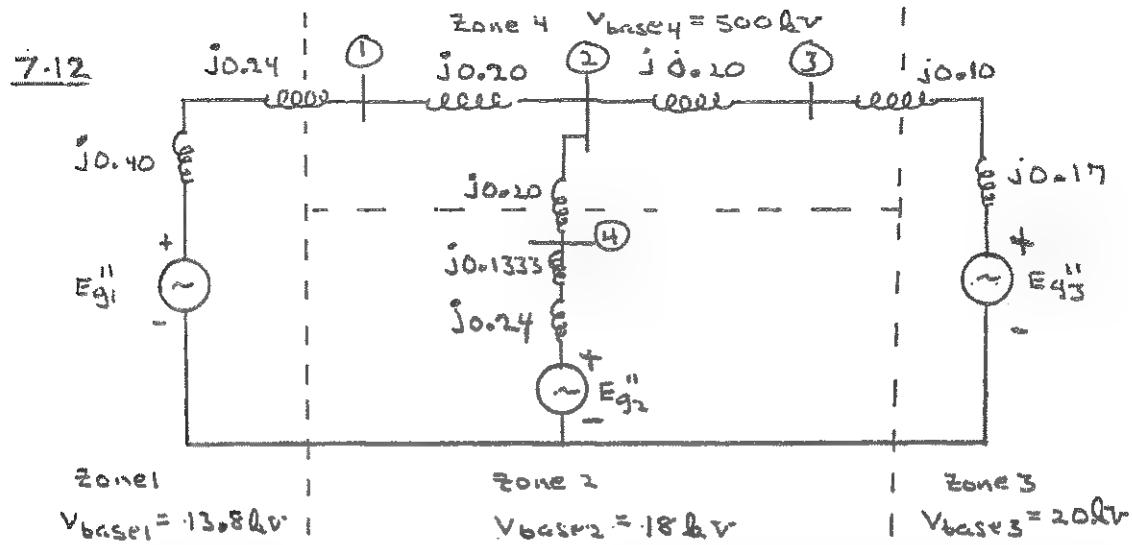 Zone 4 Vbase4 = 500 kV
7.12
j0.24 1 j0.20 2 j0.20 3 j0.10
j0.40
j0.20
j0.17
4
+
j0.1333
+
Eg1"
Eg3"
-
j0.24
-
+
Eg2"
-
Zone 1 Zone 2 Zone 3
Vbase1 = 13.8 kV Vbase2 = 18 kV Vbase3 = 20 kV